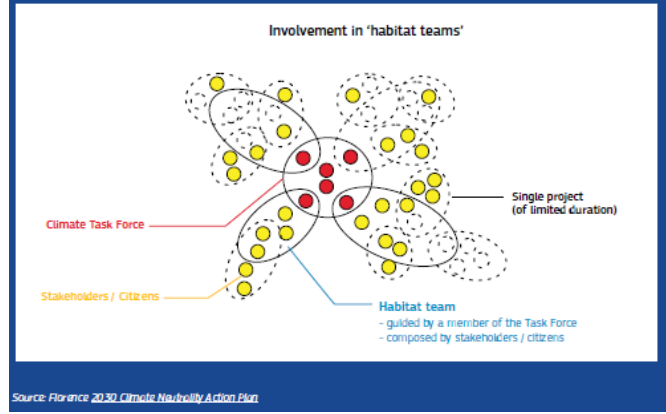 Involvement in ‘habitat teams’
Single project
(of limited duration)
Climate Task Force
Stakeholders / Citizens
Habitat team
- guided by a member of the Task Force
- composed by stakeholders / citizens
Source: Florence 2030 Climate Neutrality Action Plan